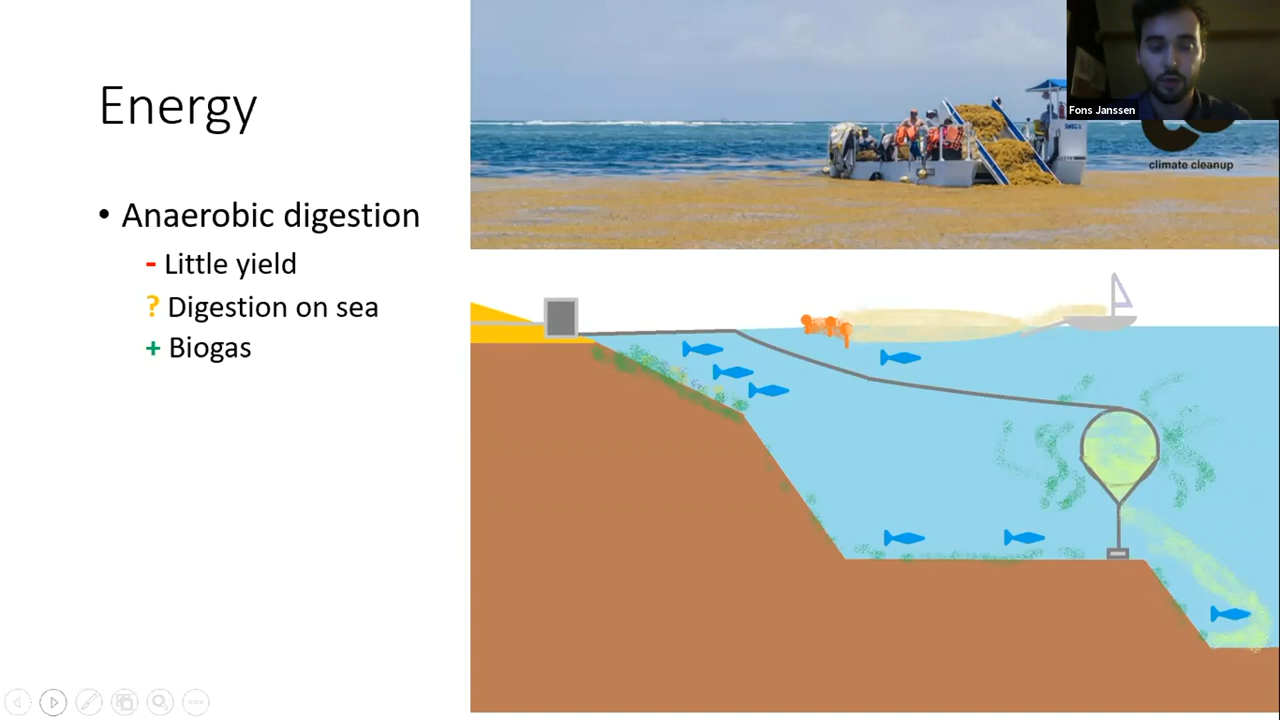 Energy
• Anaerobic digestion
- Little yield
? Digestion on sea
+ Biogas
Fons Janssen
climate cleanup